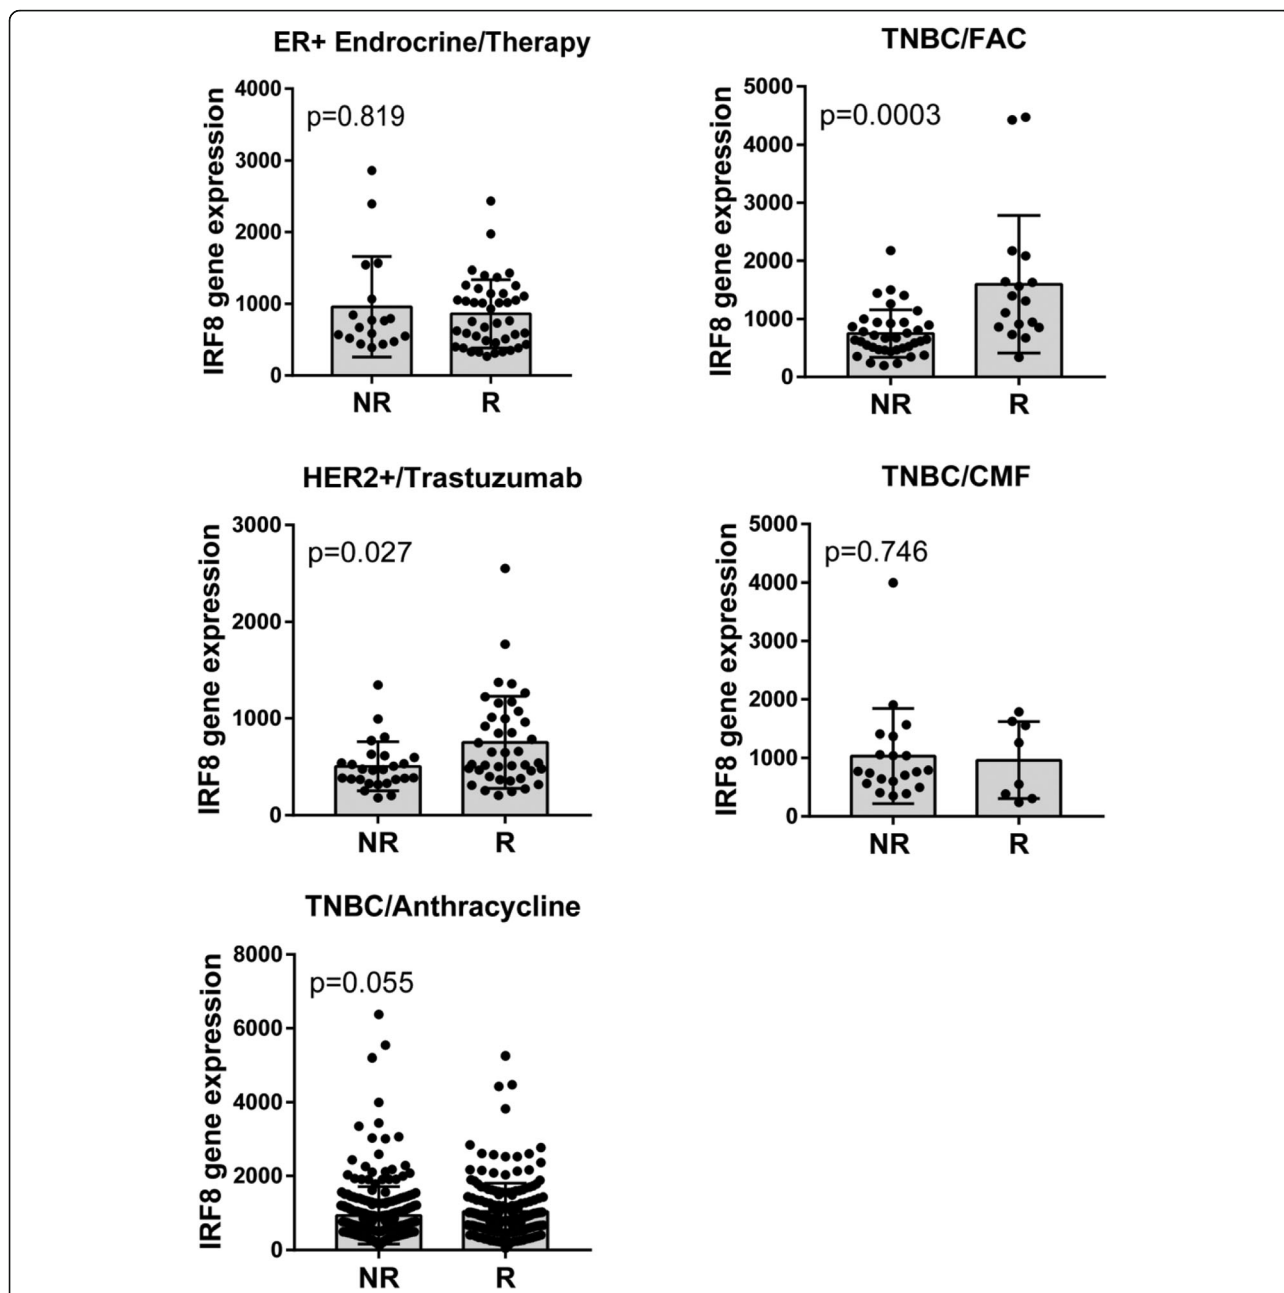 ER+ Endrocrine/Therapy
IRF8 gene expression
4000
3000
2000
1000
0
p=0.819
NR R
TNBC/FAC
IRF8 gene expression
5000
4000
3000
2000
1000
0
p=0.0003
NR R
HER2+/Trastuzumab
IRF8 gene expression
3000
2000
1000
0
p=0.027
NR R
TNBC/CMF
IRF8 gene expression
5000
4000
3000
2000
1000
0
p=0.746
NR R
TNBC/Anthracycline
IRF8 gene expression
8000
6000
4000
2000
0
p=0.055
NR R